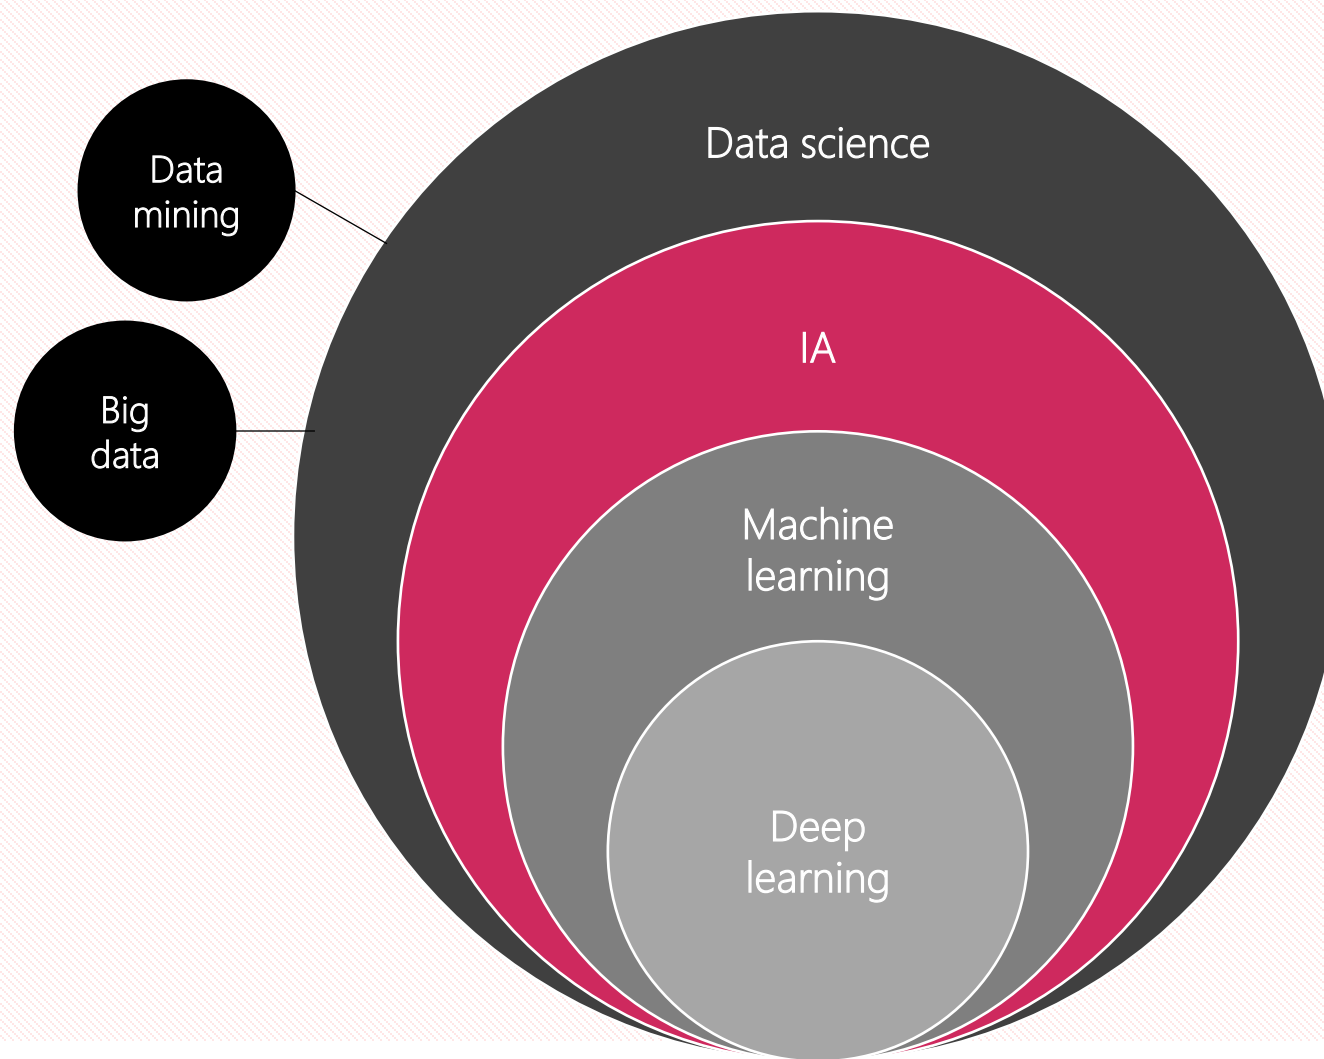 Data science
Data
mining
IA
Big
data
Machine
learning
Deep
learning